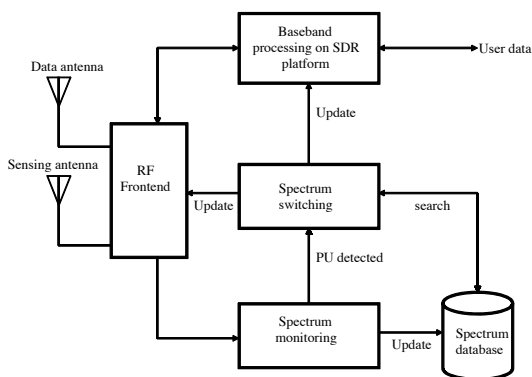 Baseband
processing on SDR
platform
User data
Data antenna
Update
Sensing antenna
RF
Frontend
Spectrum
switching
Update
search
PU detected
Spectrum
monitoring
Update
Spectrum
database